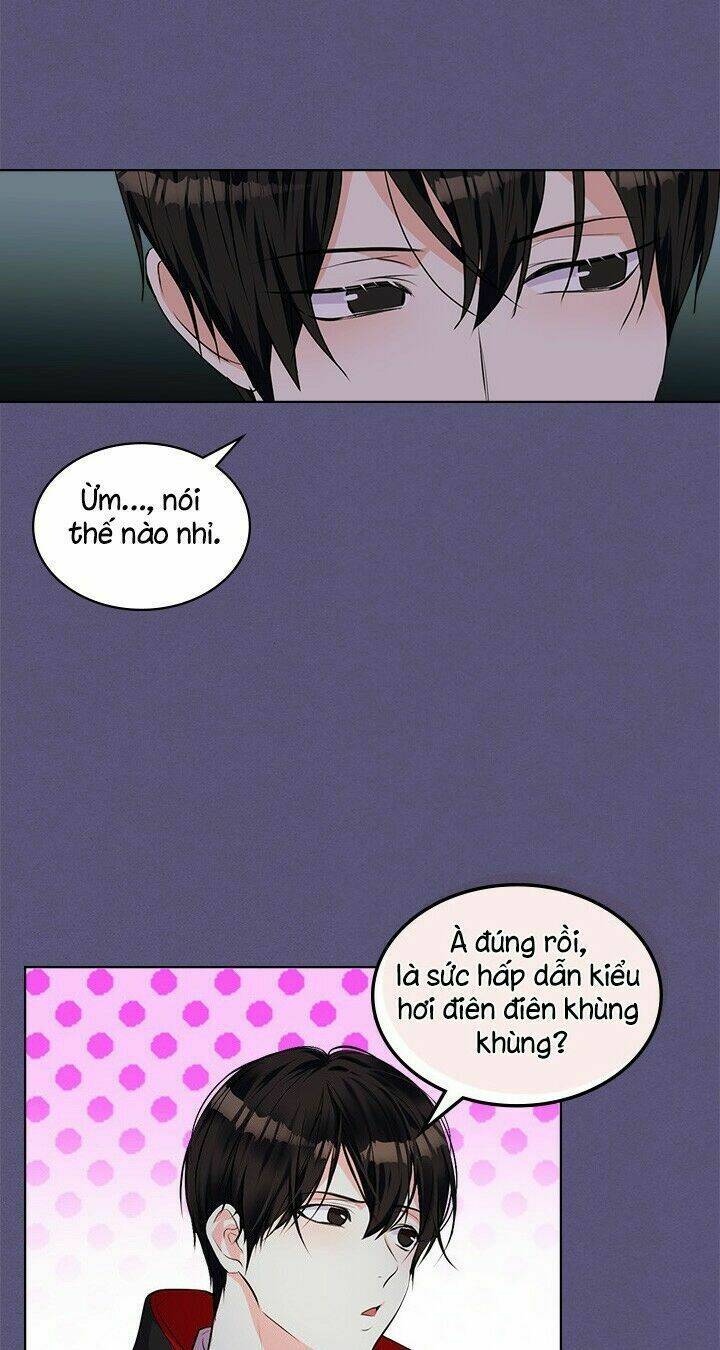 Ừm..., nói
thế nào nhỉ.
À đúng rồi,
là sức hấp dẫn kiểu
hơi điên điên khùng
khùng?